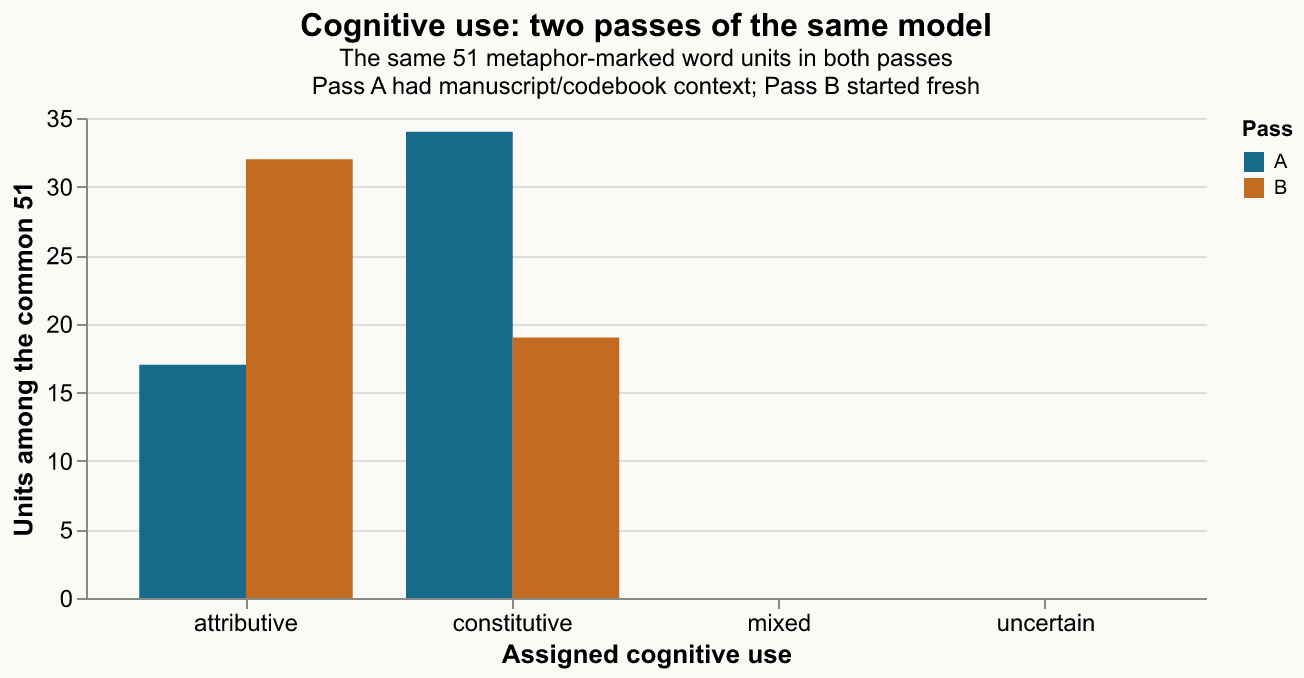 Cognitive use: two passes of the same model
The same 51 metaphor-marked word units in both passes
Pass A had manuscript/codebook context; Pass B started fresh
Pass
A
B
Units among the common 51
35
30
25
20
15
10
5
0
attributive
constitutive
mixed
uncertain
Assigned cognitive use